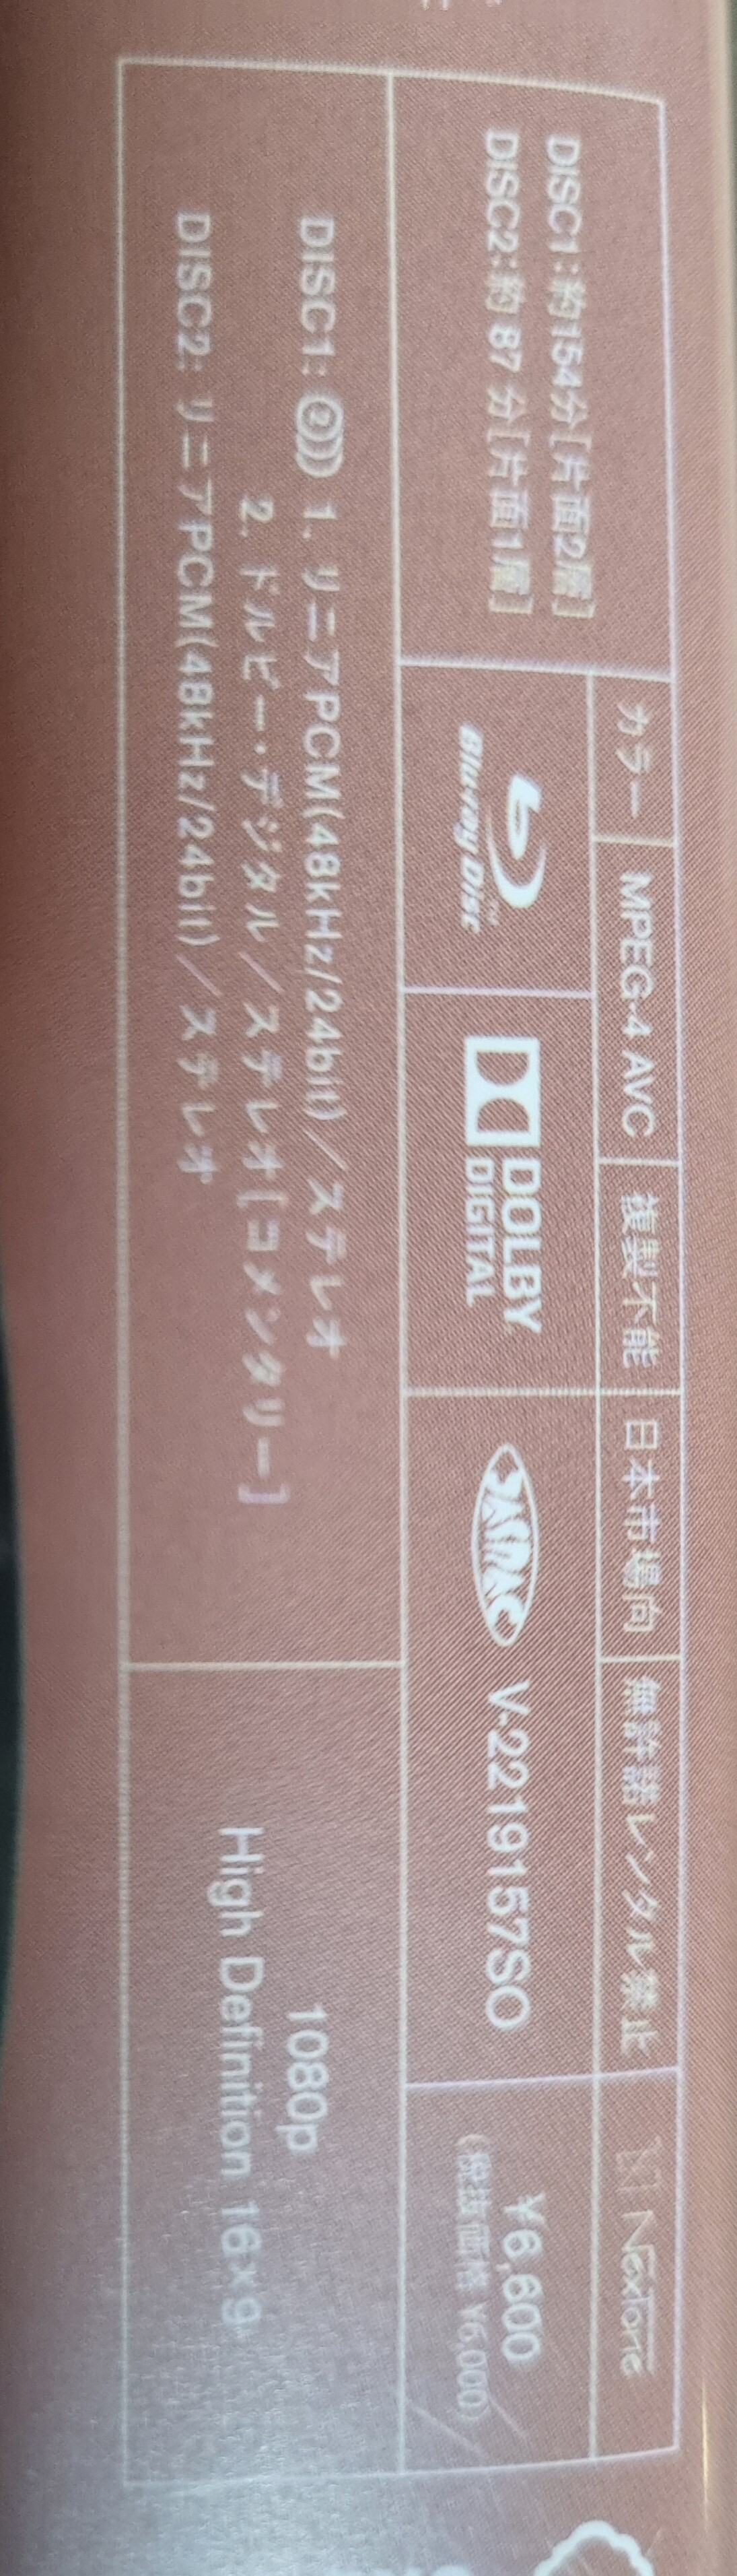 DISC1：約154分［片面2層］
DISC2：約 87 分［片面1層］
カラー
MPEG-4 AVC
複製不能
日本市場向
無許諾レンタル禁止
NexTone
Blu-ray Disc™
DOLBY
DIGITAL
JASRAC
V-2219157SO
¥6,600
（税抜価格 ¥6,000）
DISC1: ② 1. リニアPCM(48kHz/24bit)／ステレオ
2. ドルビー・デジタル／ステレオ［コメンタリー］
DISC2: リニアPCM(48kHz/24bit)／ステレオ
1080p
High Definition 16×9